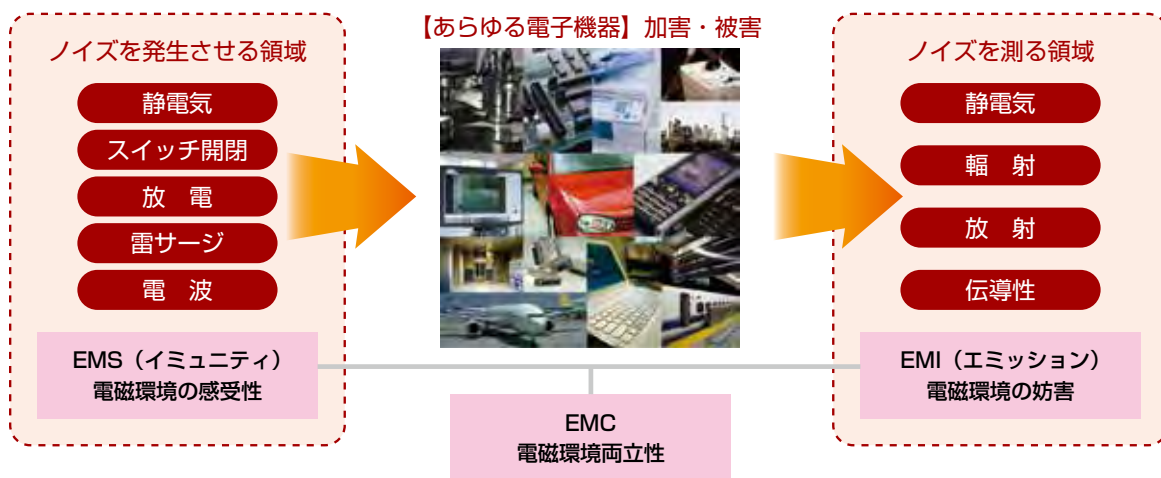 【あらゆる電子機器】加害・被害
ノイズを発生させる領域
静電気
スイッチ開閉
放　電
雷サージ
電　波
EMS（イミュニティ）
電磁環境の感受性
ノイズを測る領域
静電気
輻　射
放　射
伝導性
EMI（エミッション）
電磁環境の妨害
EMC
電磁環境両立性